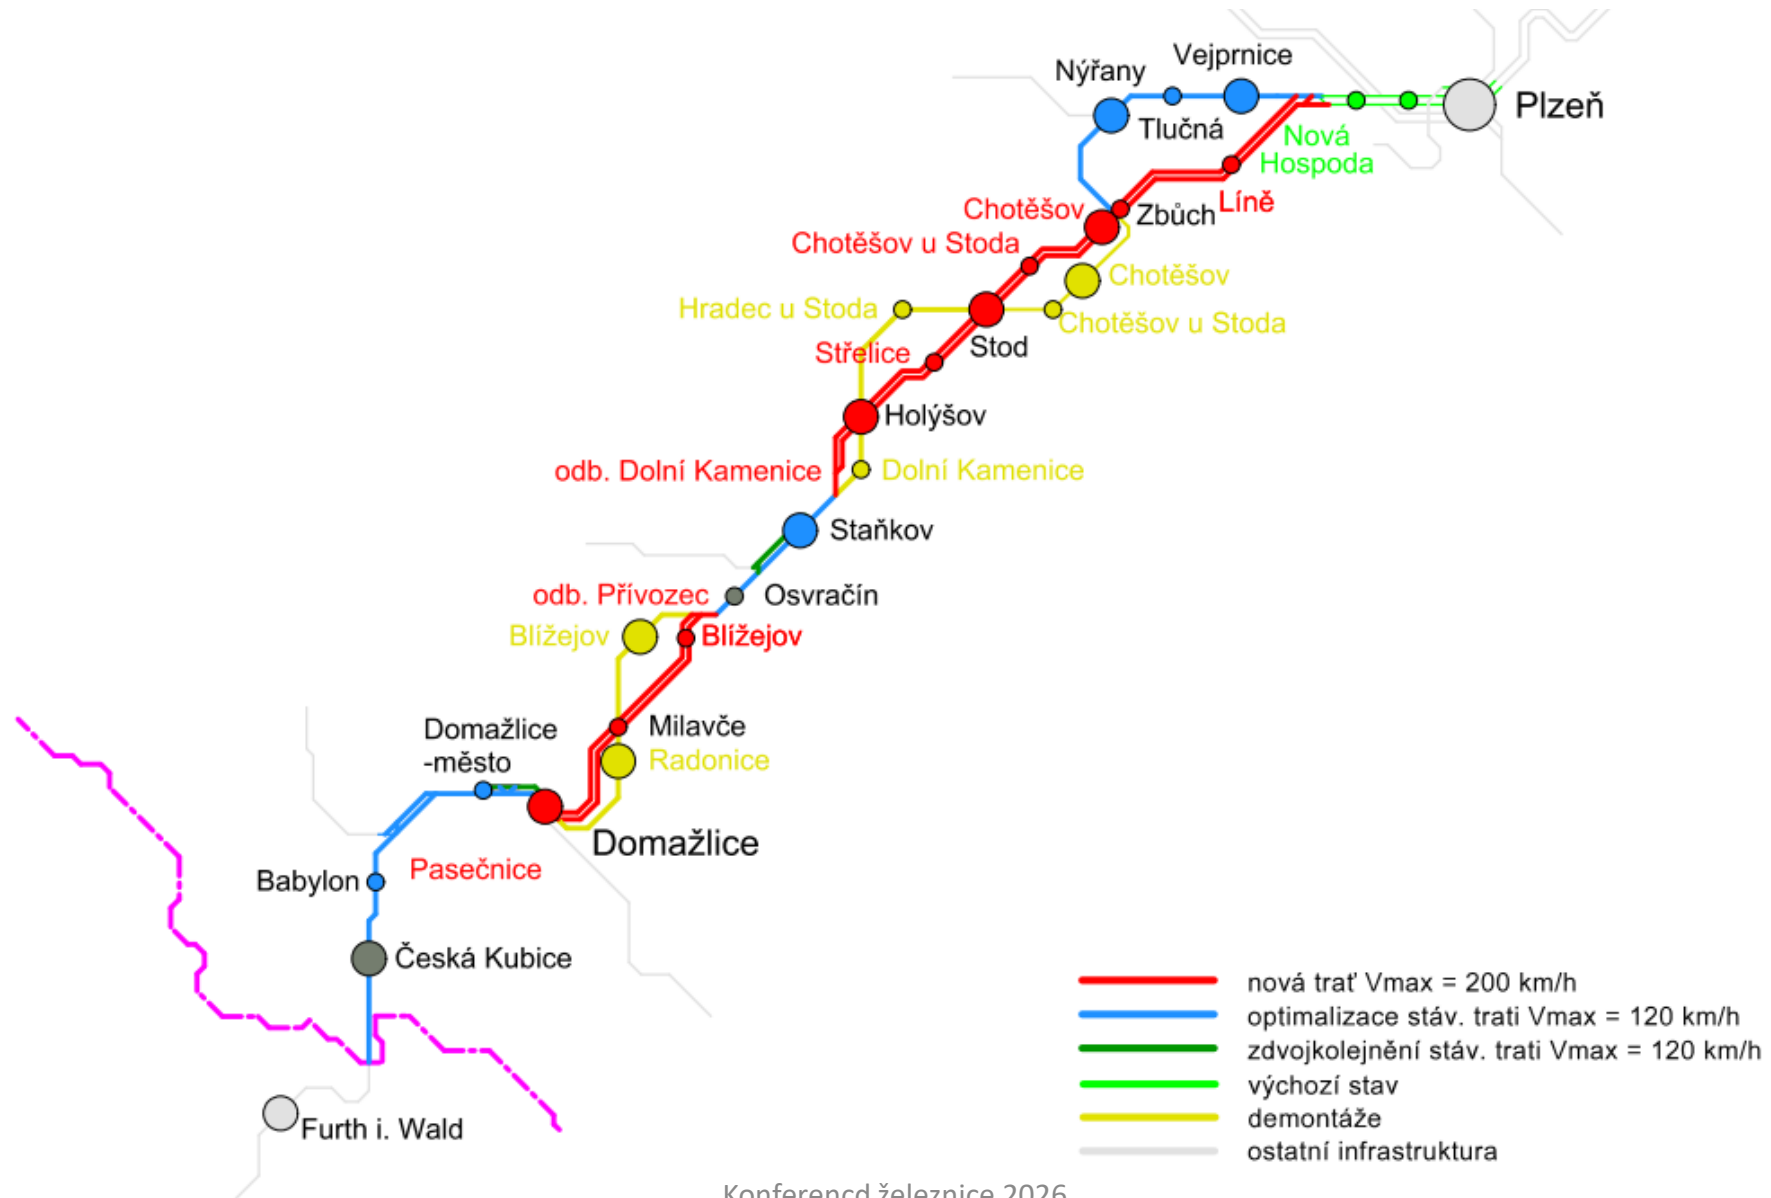 Vejprnice
Nýřany
Plzeň
Tlučná
Nová
Hospoda
Líně
Zbůch
Chotěšov
Chotěšov u Stoda
Chotěšov
Hradec u Stoda
Chotěšov u Stoda
Stod
Střelice
Holýšov
odb. Dolní Kamenice
Dolní Kamenice
Staňkov
odb. Přívozec
Osvračín
Blížejov
Blížejov
Domažlice
-město
Milavče
Radonice
Domažlice
Pasečnice
Babylon
Česká Kubice
Furth i. Wald
nová trať Vmax = 200 km/h
optimalizace stáv. trati Vmax = 120 km/h
zdvojkolejnění stáv. trati Vmax = 120 km/h
výchozí stav
demontáže
ostatní infrastruktura
Konferencd železnice 2026